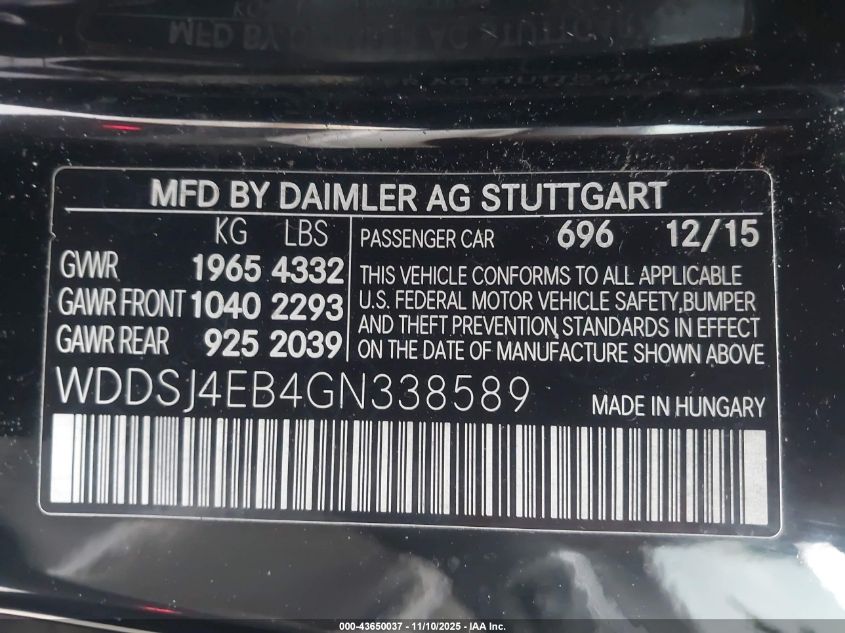 MFD BY DAIMLER AG STUTTGART
KG LBS
GVWR 1965 4332
GAWR FRONT 1040 2293
GAWR REAR 925 2039
PASSENGER CAR 696 12/15
THIS VEHICLE CONFORMS TO ALL APPLICABLE
U.S. FEDERAL MOTOR VEHICLE SAFETY,BUMPER
AND THEFT PREVENTION STANDARDS IN EFFECT
ON THE DATE OF MANUFACTURE SHOWN ABOVE
WDDSJ4EB4GN338589
MADE IN HUNGARY
000-43650037 - 11/10/2025 - IAA Inc.